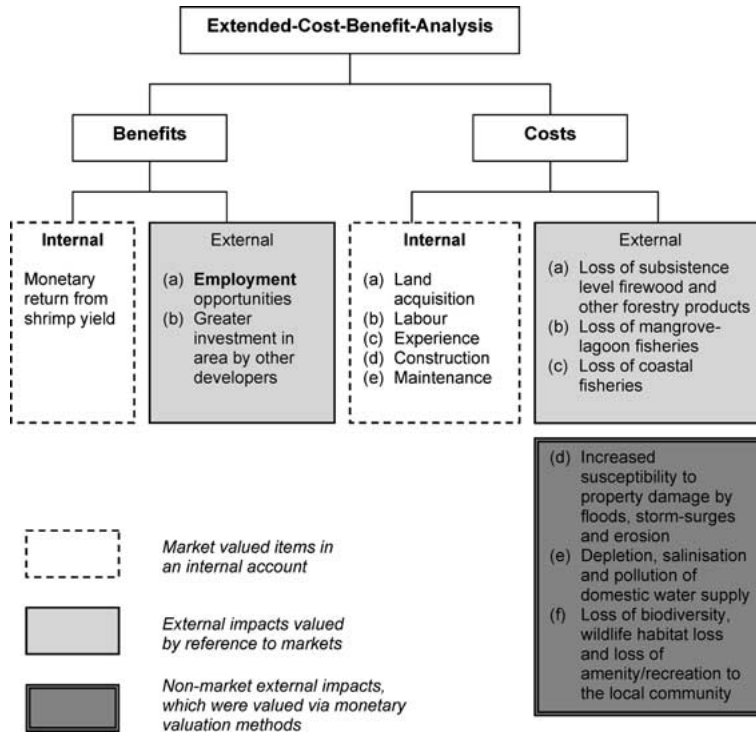 Extended-Cost-Benefit-Analysis
Benefits
Costs
Internal
Monetary
return from
shrimp yield
External
(a) Employment
opportunities
(b) Greater
investment in
area by other
developers
Internal
(a) Land
acquisition
(b) Labour
(c) Experience
(d) Construction
(e) Maintenance
External
(a) Loss of subsistence
level firewood and
other forestry products
(b) Loss of mangrove-
lagoon fisheries
(c) Loss of coastal
fisheries
(d) Increased
susceptibility to
property damage by
floods, storm-surges
and erosion
(e) Depletion, salinisation
and pollution of
domestic water supply
(f) Loss of biodiversity,
wildlife habitat loss
and loss of
amenity/recreation to
the local community
Market valued items in
an internal account
External impacts valued
by reference to markets
Non-market external impacts,
which were valued via monetary
valuation methods